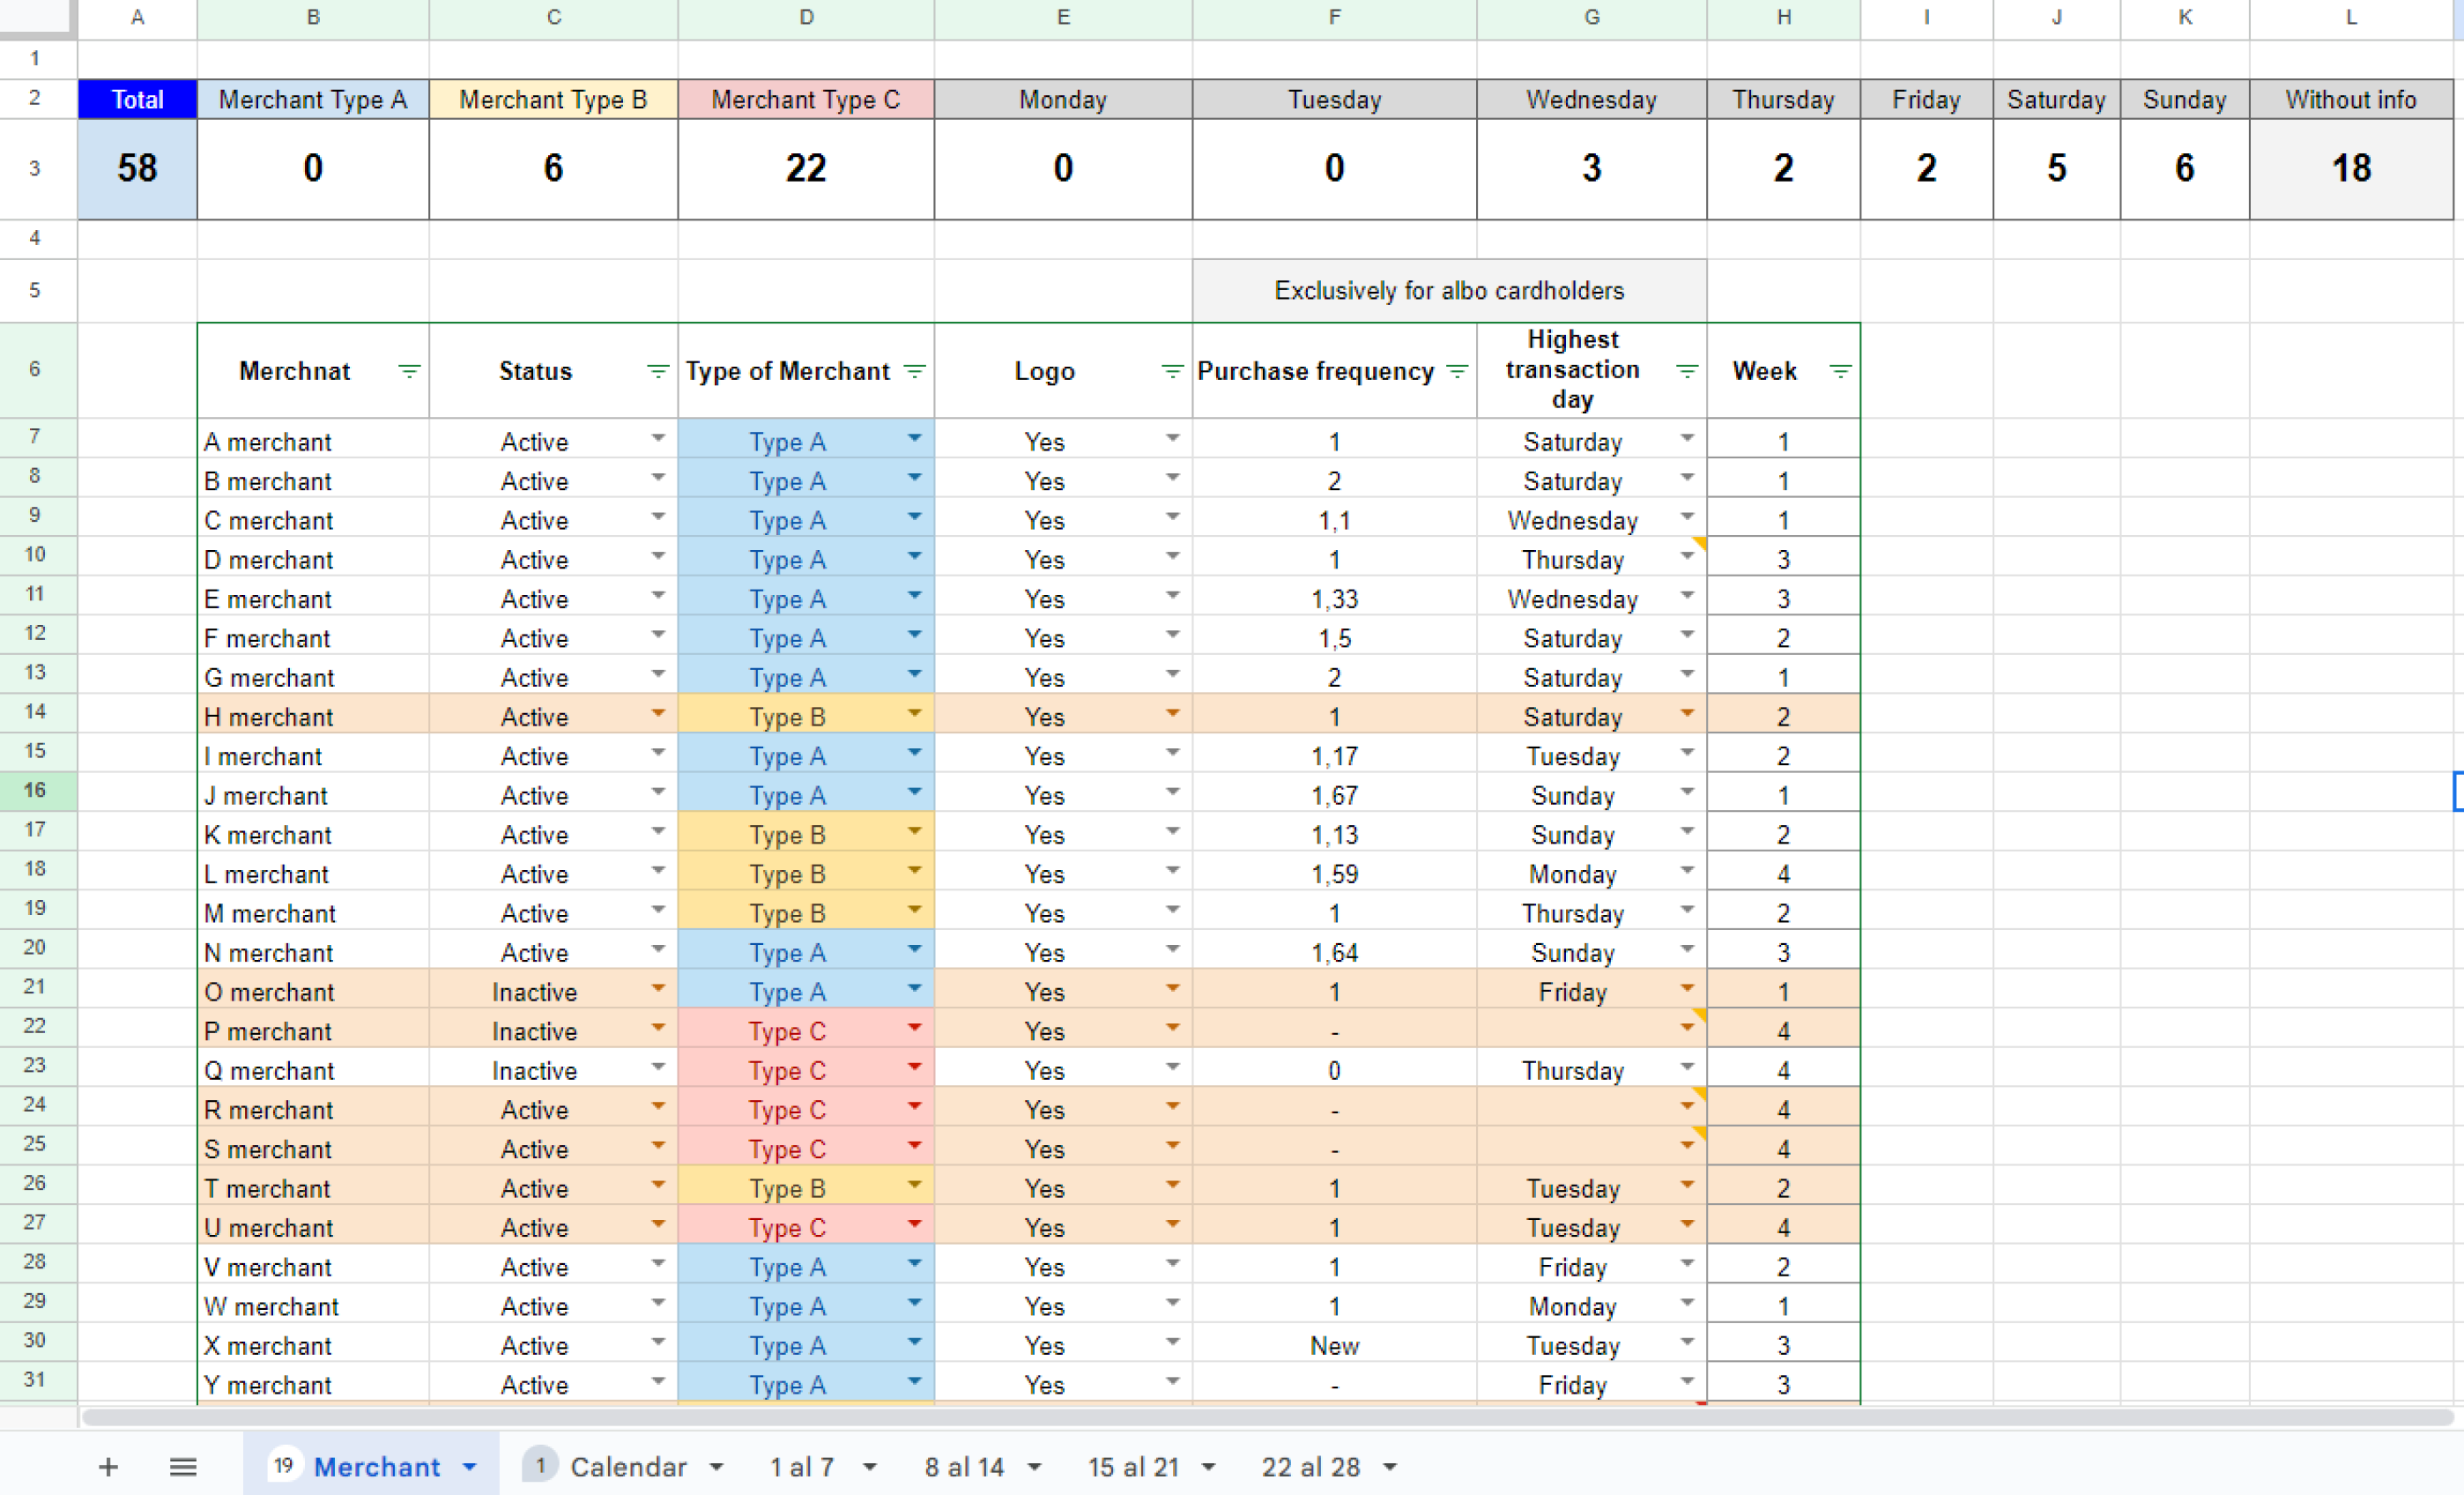 A B C D E F G H I J K L
1
2 Total Merchant Type A Merchant Type B Merchant Type C Monday Tuesday Wednesday Thursday Friday Saturday Sunday Without info
3 58 0 6 22 0 0 3 2 2 5 6 18
4
5 Exclusively for albo cardholders
6 Merchnat Status Type of Merchant Logo Purchase frequency Highest transaction day Week
7 A merchant Active Type A Yes 1 Saturday 1
8 B merchant Active Type A Yes 2 Saturday 1
9 C merchant Active Type A Yes 1,1 Wednesday 1
10 D merchant Active Type A Yes 1 Thursday 3
11 E merchant Active Type A Yes 1,33 Wednesday 3
12 F merchant Active Type A Yes 1,5 Saturday 2
13 G merchant Active Type A Yes 2 Saturday 1
14 H merchant Active Type B Yes 1 Saturday 2
15 I merchant Active Type A Yes 1,17 Tuesday 2
16 J merchant Active Type A Yes 1,67 Sunday 1
17 K merchant Active Type B Yes 1,13 Sunday 2
18 L merchant Active Type B Yes 1,59 Monday 4
19 M merchant Active Type B Yes 1 Thursday 2
20 N merchant Active Type A Yes 1,64 Sunday 3
21 O merchant Inactive Type A Yes 1 Friday 1
22 P merchant Inactive Type C Yes - 4
23 Q merchant Inactive Type C Yes 0 Thursday 4
24 R merchant Active Type C Yes - 4
25 S merchant Active Type C Yes - 4
26 T merchant Active Type B Yes 1 Tuesday 2
27 U merchant Active Type C Yes 1 Tuesday 4
28 V merchant Active Type A Yes 1 Friday 2
29 W merchant Active Type A Yes 1 Monday 1
30 X merchant Active Type A Yes New Tuesday 3
31 Y merchant Active Type A Yes - Friday 3
19 Merchant 1 Calendar 1 al 7 8 al 14 15 al 21 22 al 28